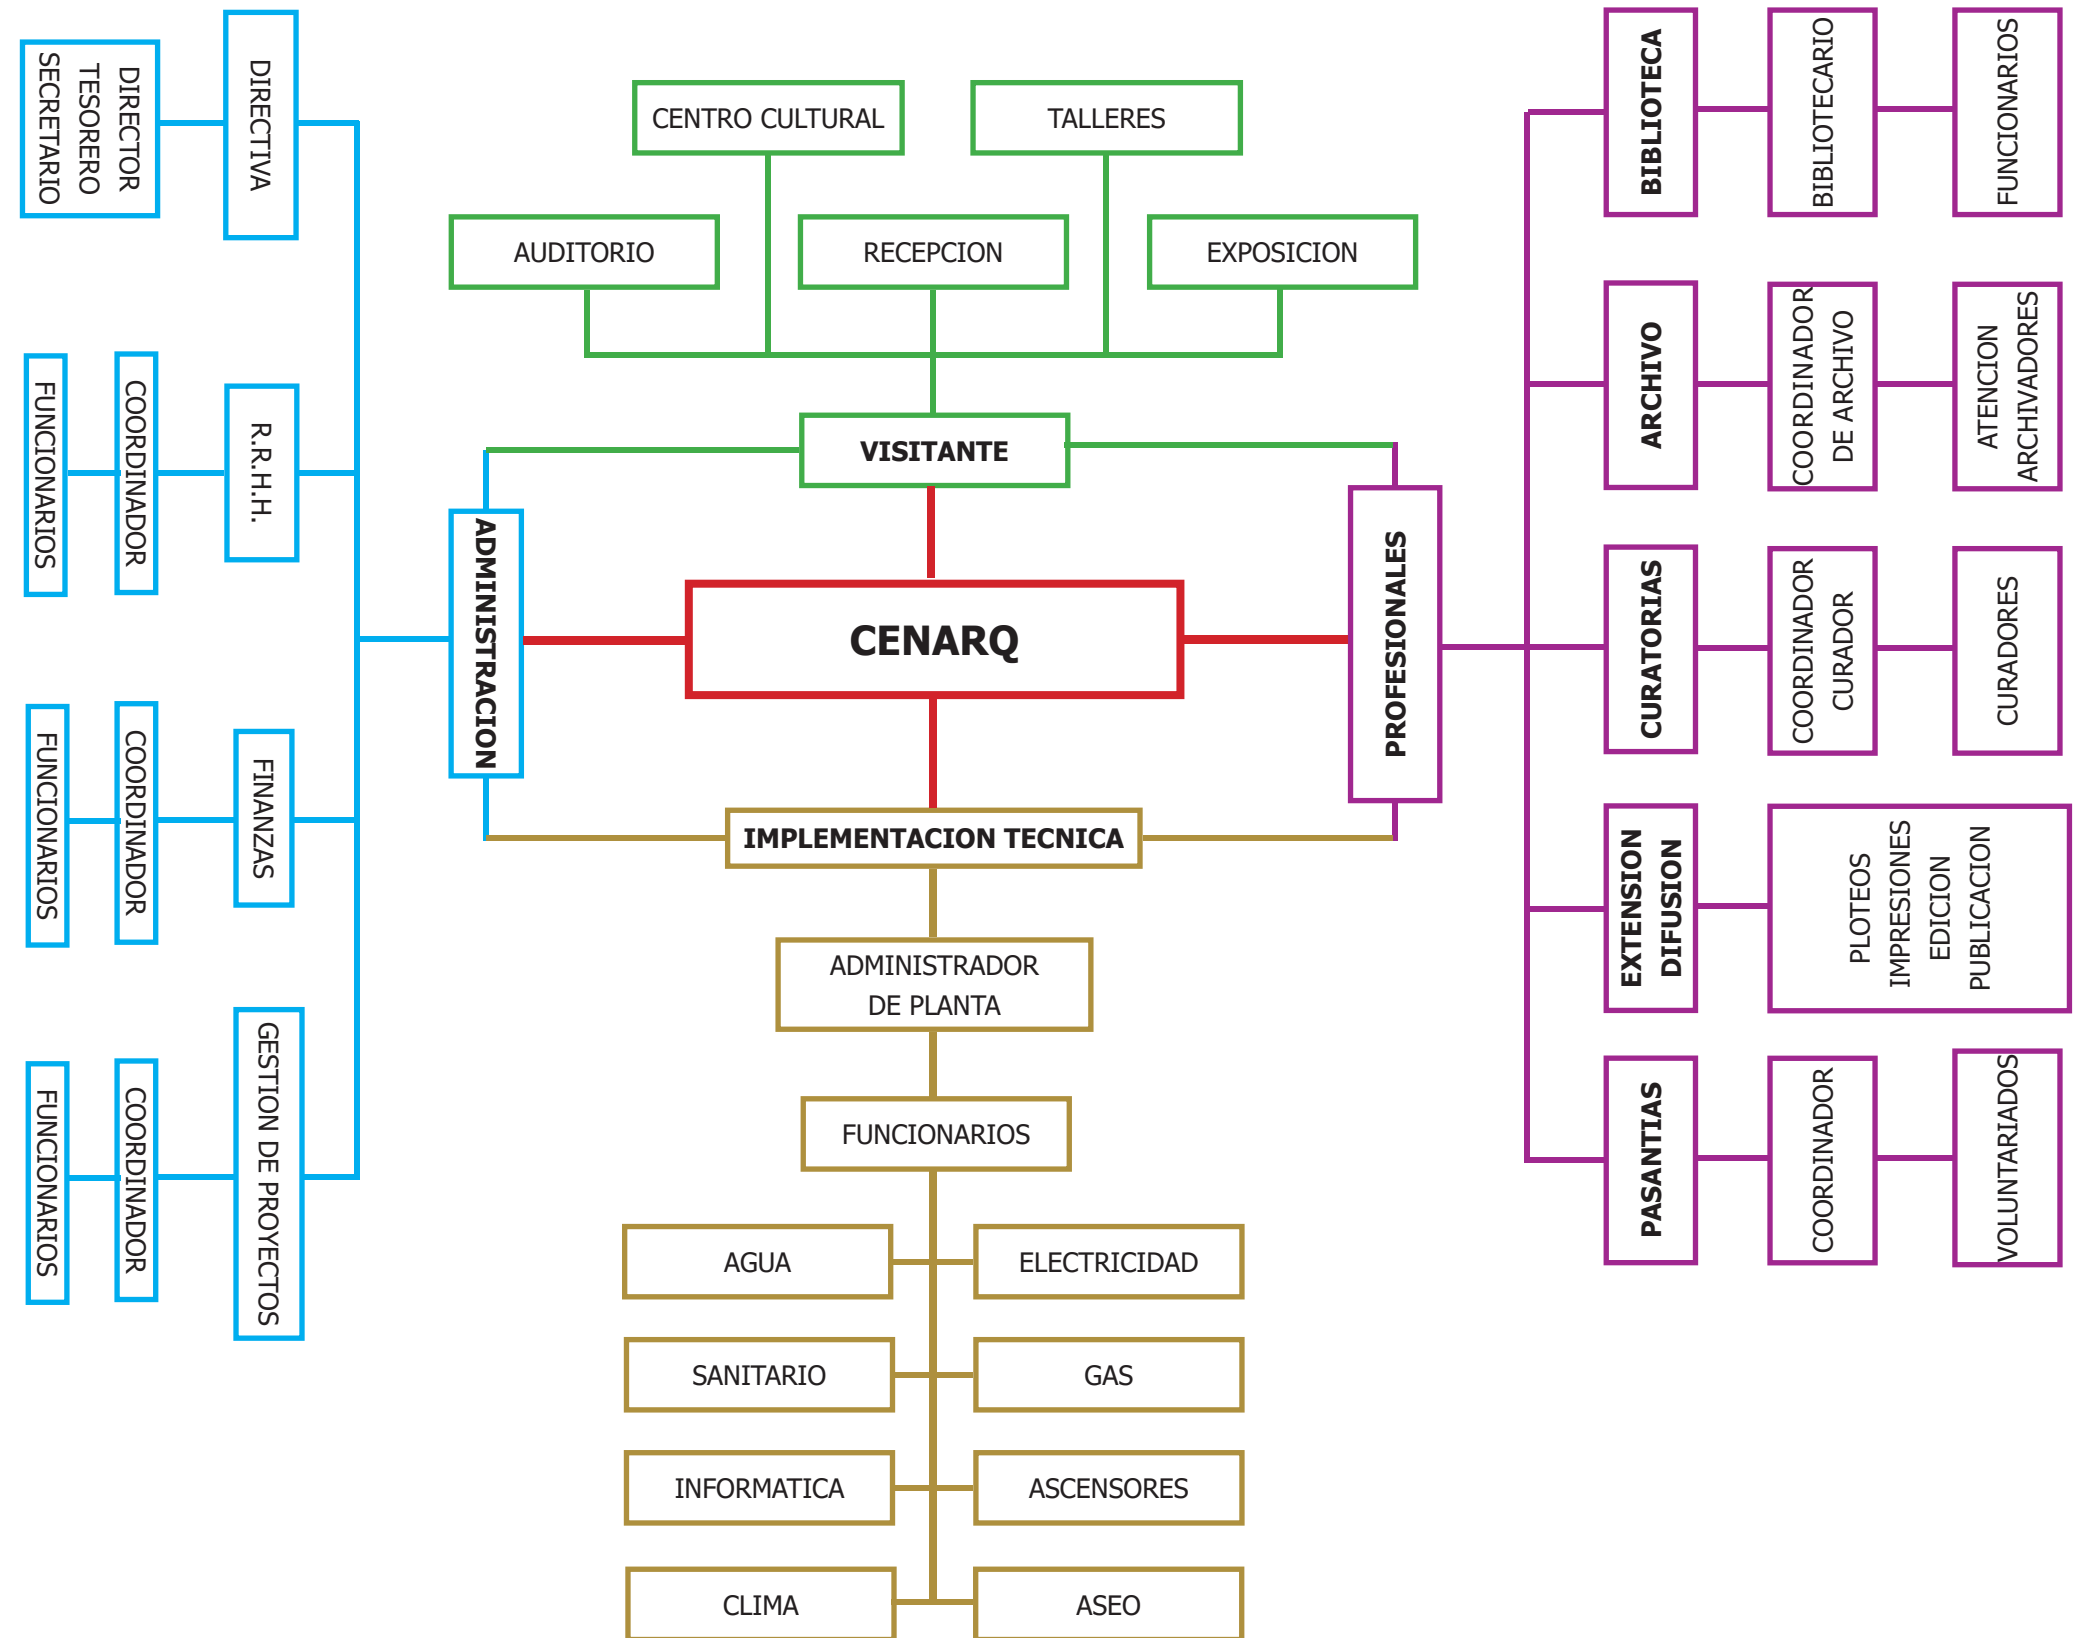 DIRECTOR
TESORERO
SECRETARIO
DIRECTIVA
FUNCIONARIOS
COORDINADOR
R.R.H.H.
FUNCIONARIOS
COORDINADOR
FINANZAS
FUNCIONARIOS
COORDINADOR
GESTION DE PROYECTOS
ADMINISTRACION
CENTRO CULTURAL
TALLERES
AUDITORIO
RECEPCION
EXPOSICION
VISITANTE
CENARQ
IMPLEMENTACION TECNICA
ADMINISTRADOR
DE PLANTA
FUNCIONARIOS
AGUA
ELECTRICIDAD
SANITARIO
GAS
INFORMATICA
ASCENSORES
CLIMA
ASEO
PROFESIONALES
BIBLIOTECA
BIBLIOTECARIO
FUNCIONARIOS
ARCHIVO
COORDINADOR
DE ARCHIVO
ATENCION
ARCHIVADORES
CURATORIAS
COORDINADOR
CURADOR
CURADORES
EXTENSION
DIFUSION
PLOTEOS
IMPRESIONES
EDICION
PUBLICACION
PASANTIAS
COORDINADOR
VOLUNTARIADOS